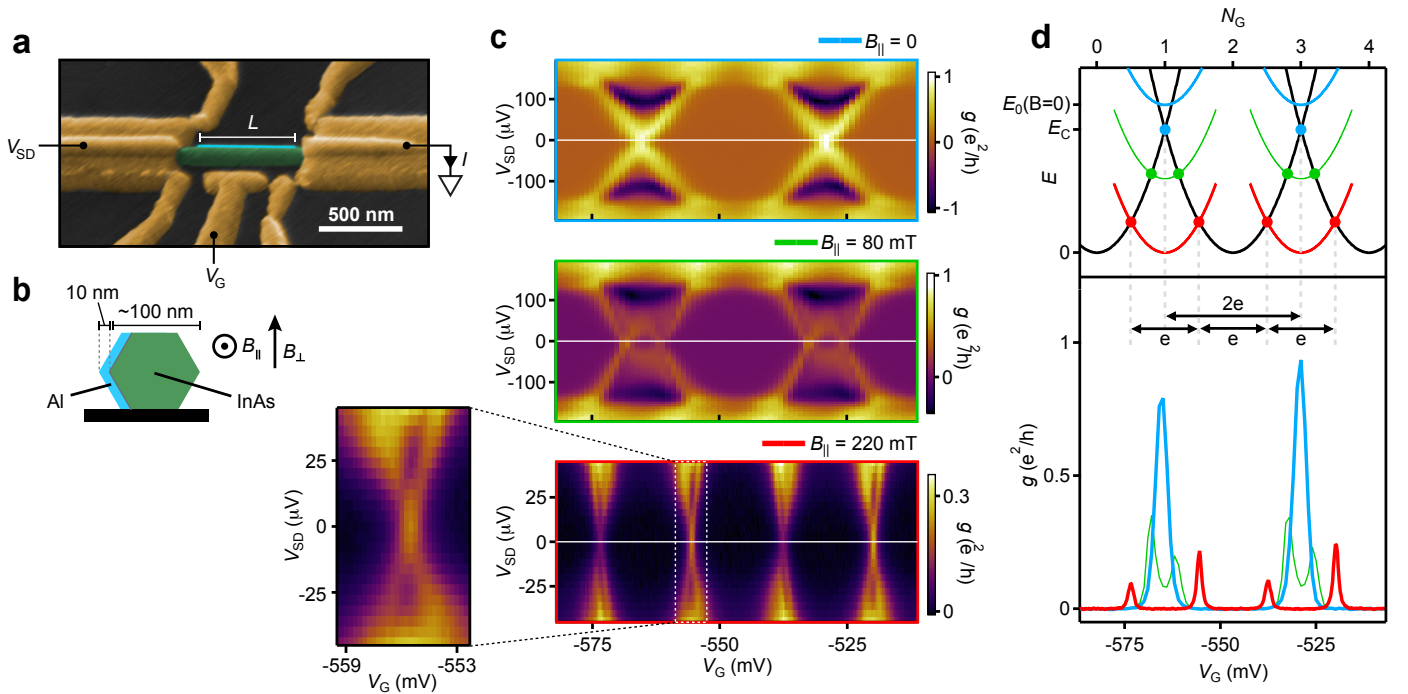 a
L
V_SD
I
500 nm
V_G
b
10 nm
~100 nm
B_||
B_⊥
Al
InAs
c
B_|| = 0
100
0
-100
V_SD (μV)
1
-1
g (e²/h)
B_|| = 80 mT
100
0
-100
V_SD (μV)
1
0
g (e²/h)
B_|| = 220 mT
25
0
-25
V_SD (μV)
0.3
0
g (e²/h)
-575
-550
-525
V_G (mV)
25
0
-25
V_SD (μV)
-559
-553
V_G (mV)
d
N_G
0
1
2
3
4
E_0(B=0)
E_C
E
0
2e
e
e
e
1
0.5
0
g (e²/h)
-575
-550
-525
V_G (mV)